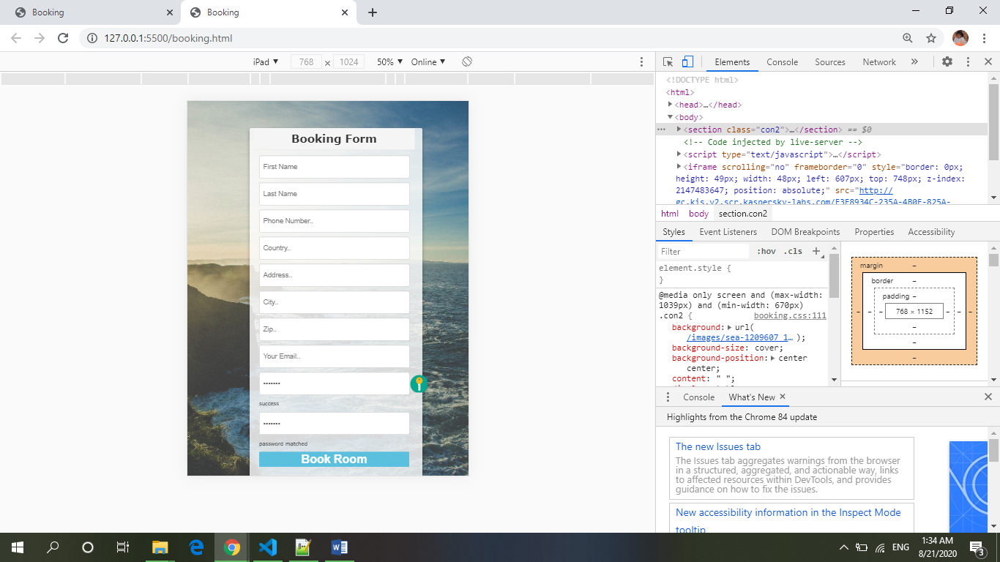 Booking
Booking
127.0.0.1:5500/booking.html
iPad 768 × 1024 50% Online
Elements Console Sources Network
<!DOCTYPE html>
<html>
<head>…</head>
<body>
<section class="con2">…</section> == $0
<!-- Code injected by live-server -->
<script type="text/javascript">…</script>
<iframe scrolling="no" frameborder="0" style="border: 0px;
height: 49px; width: 48px; left: 607px; top: 748px; z-index:
2147483647; position: absolute;" src="http://
gc.kis.v2.scr.kaspersky-labs.com/E3E8934C-235A-4B0E-825A-
html body section.con2
Styles Event Listeners DOM Breakpoints Properties Accessibility
Filter :hov .cls +
element.style {
}
@media only screen and (max-width:
1039px) and (min-width: 670px)
.con2 { booking.css:111
background: url(
/images/sea-1209607_1… );
background-size: cover;
background-position: center
center;
content: " ";
margin –
border –
padding –
– – – 768 × 1152 – – –
–
–
–
Booking Form
First Name
Last Name
Phone Number..
Country..
Address..
City..
Zip..
Your Email..
•••••••
success
•••••••
password matched
Book Room
Console What's New
Highlights from the Chrome 84 update
The new Issues tab
The Issues tab aggregates warnings from the browser
in a structured, aggregated, and actionable way, links
to affected resources within DevTools, and provides
guidance on how to fix the issues.
New accessibility information in the Inspect Mode
tooltip
ENG
1:34 AM
8/21/2020
3